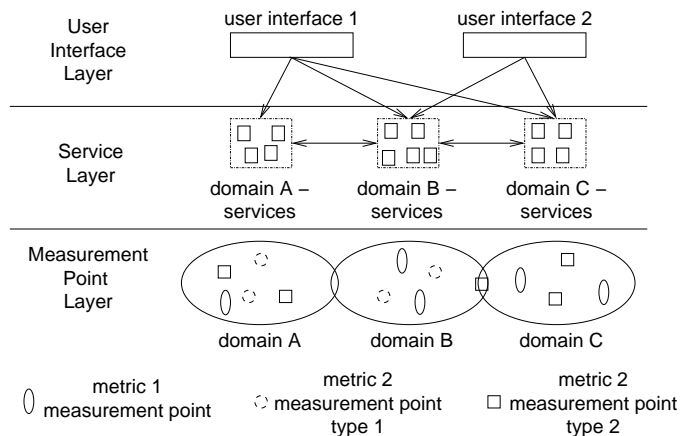 User
Interface
Layer
user interface 1
user interface 2
Service
Layer
domain A –
services
domain B –
services
domain C –
services
Measurement
Point
Layer
domain A
domain B
domain C
metric 1
measurement point
metric 2
measurement point
type 1
metric 2
measurement point
type 2